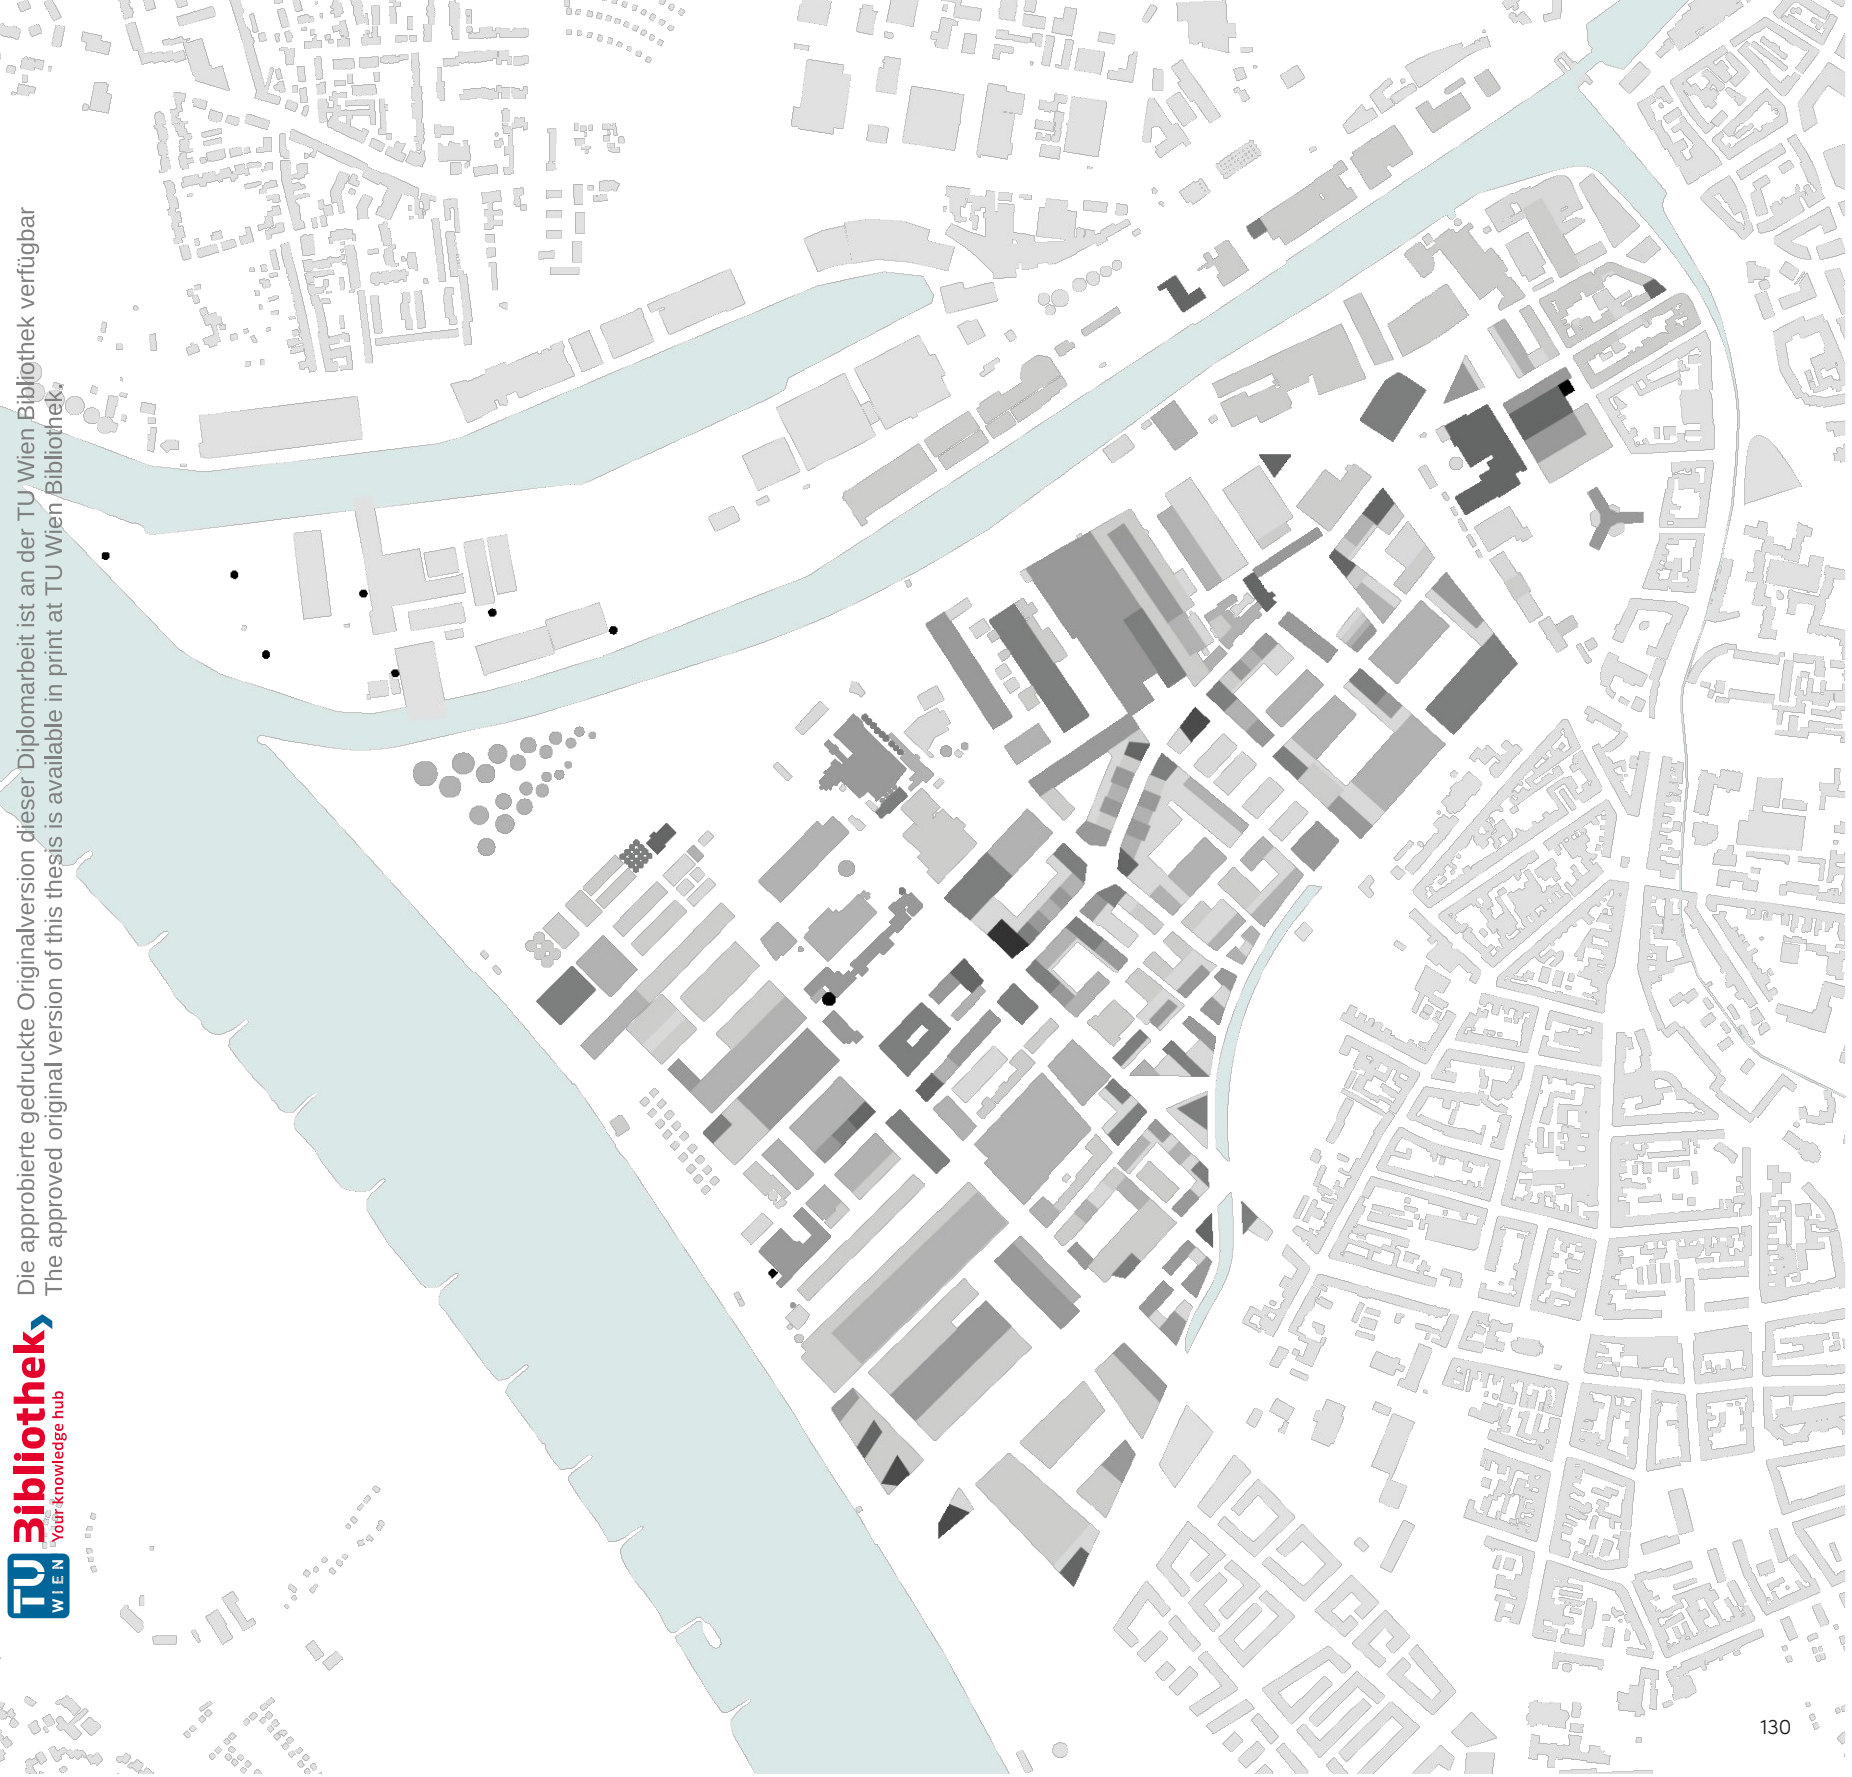 Die approbierte gedruckte Originalversion dieser Diplomarbeit ist an der TU Wien Bibliothek verfügbar
The approved original version of this thesis is available in print at TU Wien Bibliothek.
Bibliothek
Your knowledge hub
TU
WIEN
130